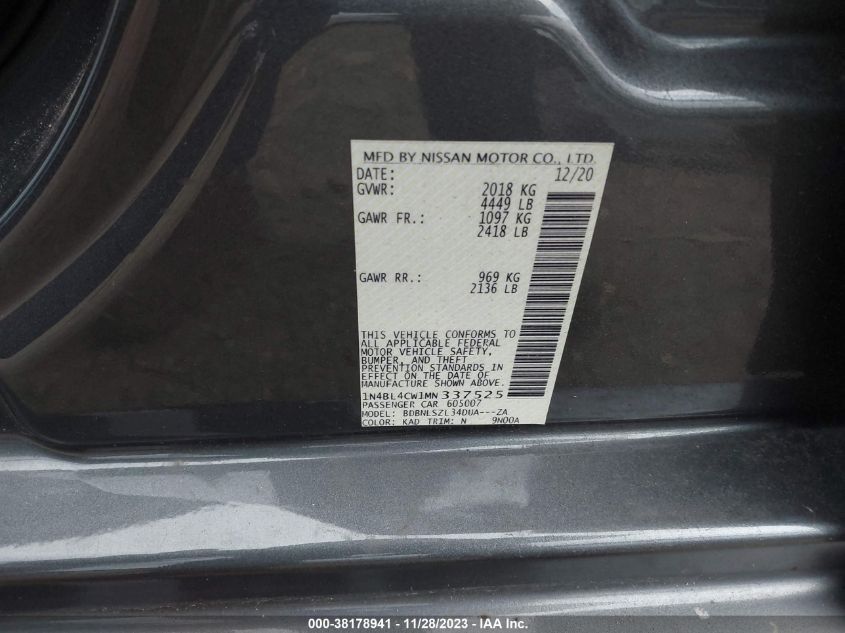 MFD BY NISSAN MOTOR CO., LTD.
DATE: 12/20
GVWR: 2018 KG
4449 LB
GAWR FR.: 1097 KG
2418 LB
GAWR RR.: 969 KG
2136 LB
THIS VEHICLE CONFORMS TO
ALL APPLICABLE FEDERAL
MOTOR VEHICLE SAFETY,
BUMPER, AND THEFT
PREVENTION STANDARDS IN
EFFECT ON THE DATE OF
MANUFACTURE SHOWN ABOVE.
1N4BL4CW1MN337525
PASSENGER CAR 605007
MODEL: BDBNLSZL34DUA---ZA
COLOR: KAD TRIM: N 9N00A
000-38178941 - 11/28/2023 - IAA Inc.